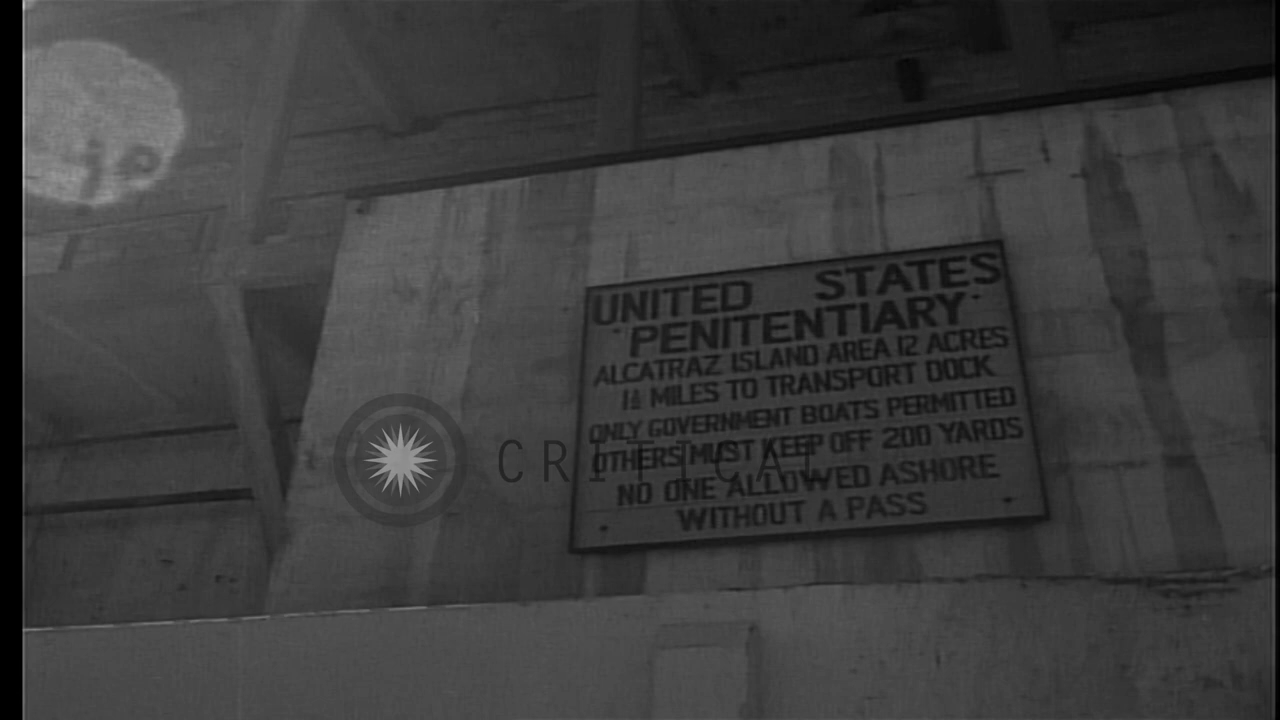 UNITED STATES
"PENITENTIARY"
ALCATRAZ ISLAND AREA 12 ACRES
1½ MILES TO TRANSPORT DOCK
ONLY GOVERNMENT BOATS PERMITTED
OTHERS MUST KEEP OFF 200 YARDS
NO ONE ALLOWED ASHORE
WITHOUT A PASS
CRITICAL